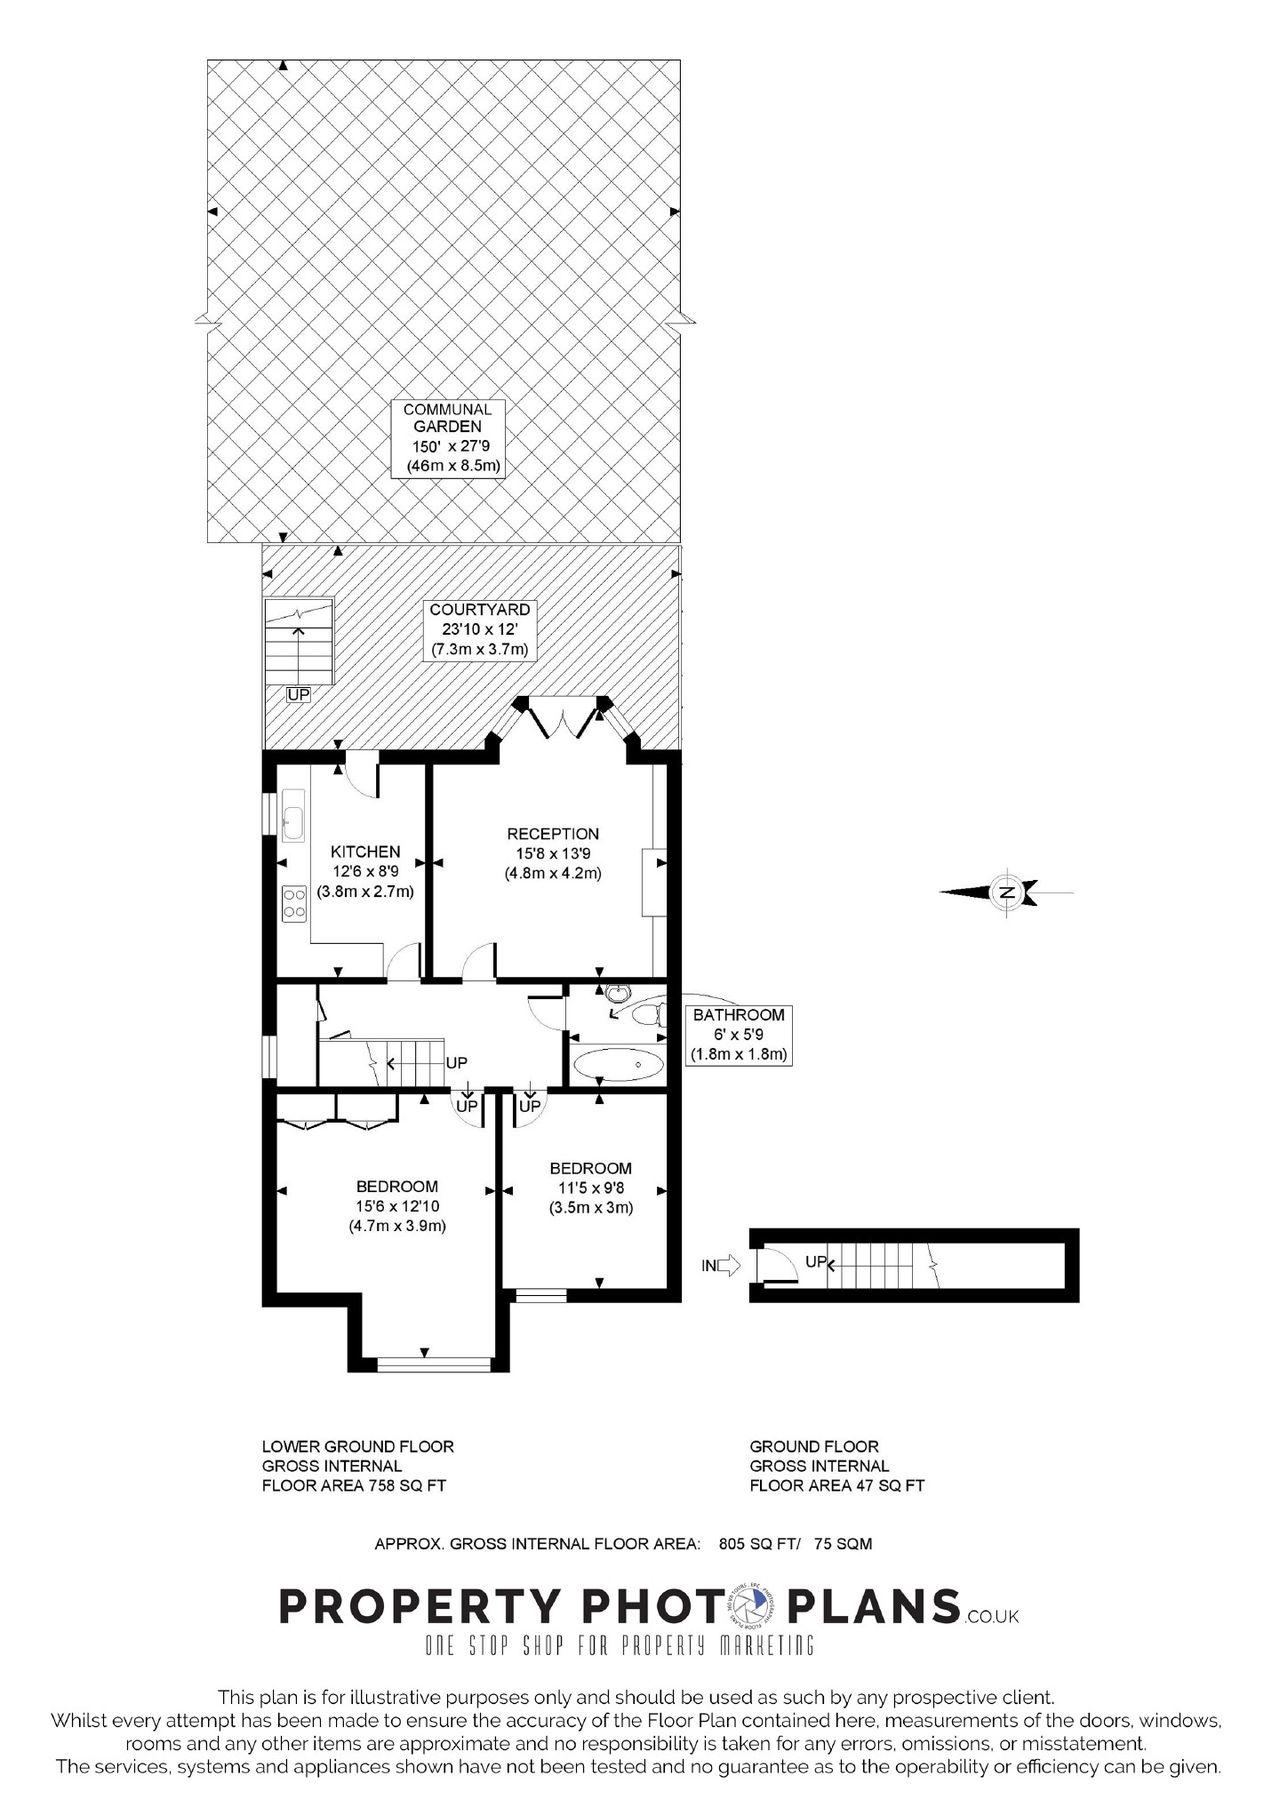 COMMUNAL
GARDEN
150' x 27'9
(46m x 8.5m)
COURTYARD
23'10 x 12'
(7.3m x 3.7m)
UP
KITCHEN
12'6 x 8'9
(3.8m x 2.7m)
RECEPTION
15'8 x 13'9
(4.8m x 4.2m)
N
BATHROOM
6' x 5'9
(1.8m x 1.8m)
UP
UP
UP
BEDROOM
15'6 x 12'10
(4.7m x 3.9m)
BEDROOM
11'5 x 9'8
(3.5m x 3m)
IN
UP
LOWER GROUND FLOOR
GROSS INTERNAL
FLOOR AREA 758 SQ FT
GROUND FLOOR
GROSS INTERNAL
FLOOR AREA 47 SQ FT
APPROX. GROSS INTERNAL FLOOR AREA: 805 SQ FT/ 75 SQM
PROPERTY PHOTO PLANS.CO.UK
ONE STOP SHOP FOR PROPERTY MARKETING
This plan is for illustrative purposes only and should be used as such by any prospective client.
Whilst every attempt has been made to ensure the accuracy of the Floor Plan contained here, measurements of the doors, windows,
rooms and any other items are approximate and no responsibility is taken for any errors, omissions, or misstatement.
The services, systems and appliances shown have not been tested and no guarantee as to the operability or efficiency can be given.